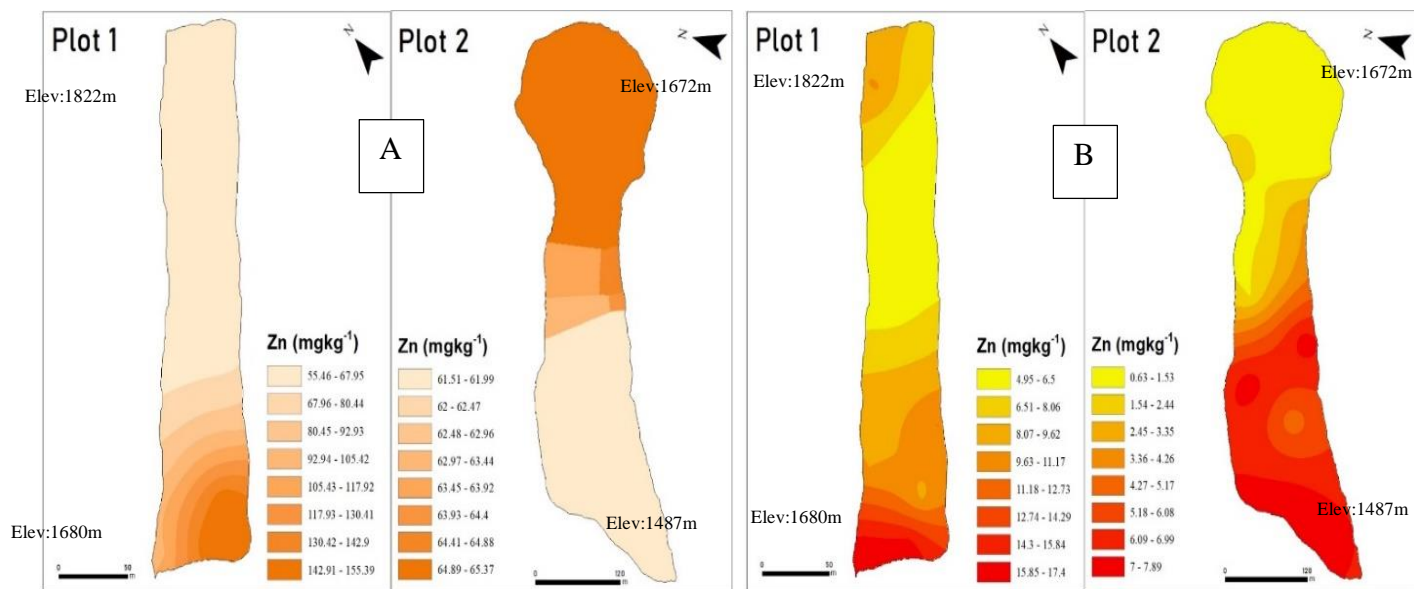 Plot 1
N
Elev:1822m
Elev:1680m
Zn (mgkg-1)
55.46 - 67.95
67.96 - 80.44
80.45 - 92.93
92.94 - 105.42
105.43 - 117.92
117.93 - 130.41
130.42 - 142.9
142.91 - 155.39
0 50
m
A
Plot 2
N
Elev:1672m
Elev:1487m
Zn (mgkg-1)
61.51 - 61.99
62 - 62.47
62.48 - 62.96
62.97 - 63.44
63.45 - 63.92
63.93 - 64.4
64.41 - 64.88
64.89 - 65.37
0 120
m
Plot 1
N
Elev:1822m
Elev:1680m
Zn (mgkg-1)
4.95 - 6.5
6.51 - 8.06
8.07 - 9.62
9.63 - 11.17
11.18 - 12.73
12.74 - 14.29
14.3 - 15.84
15.85 - 17.4
0 50
m
B
Plot 2
N
Elev:1672m
Elev:1487m
Zn (mgkg-1)
0.63 - 1.53
1.54 - 2.44
2.45 - 3.35
3.36 - 4.26
4.27 - 5.17
5.18 - 6.08
6.09 - 6.99
7 - 7.89
0 120
m